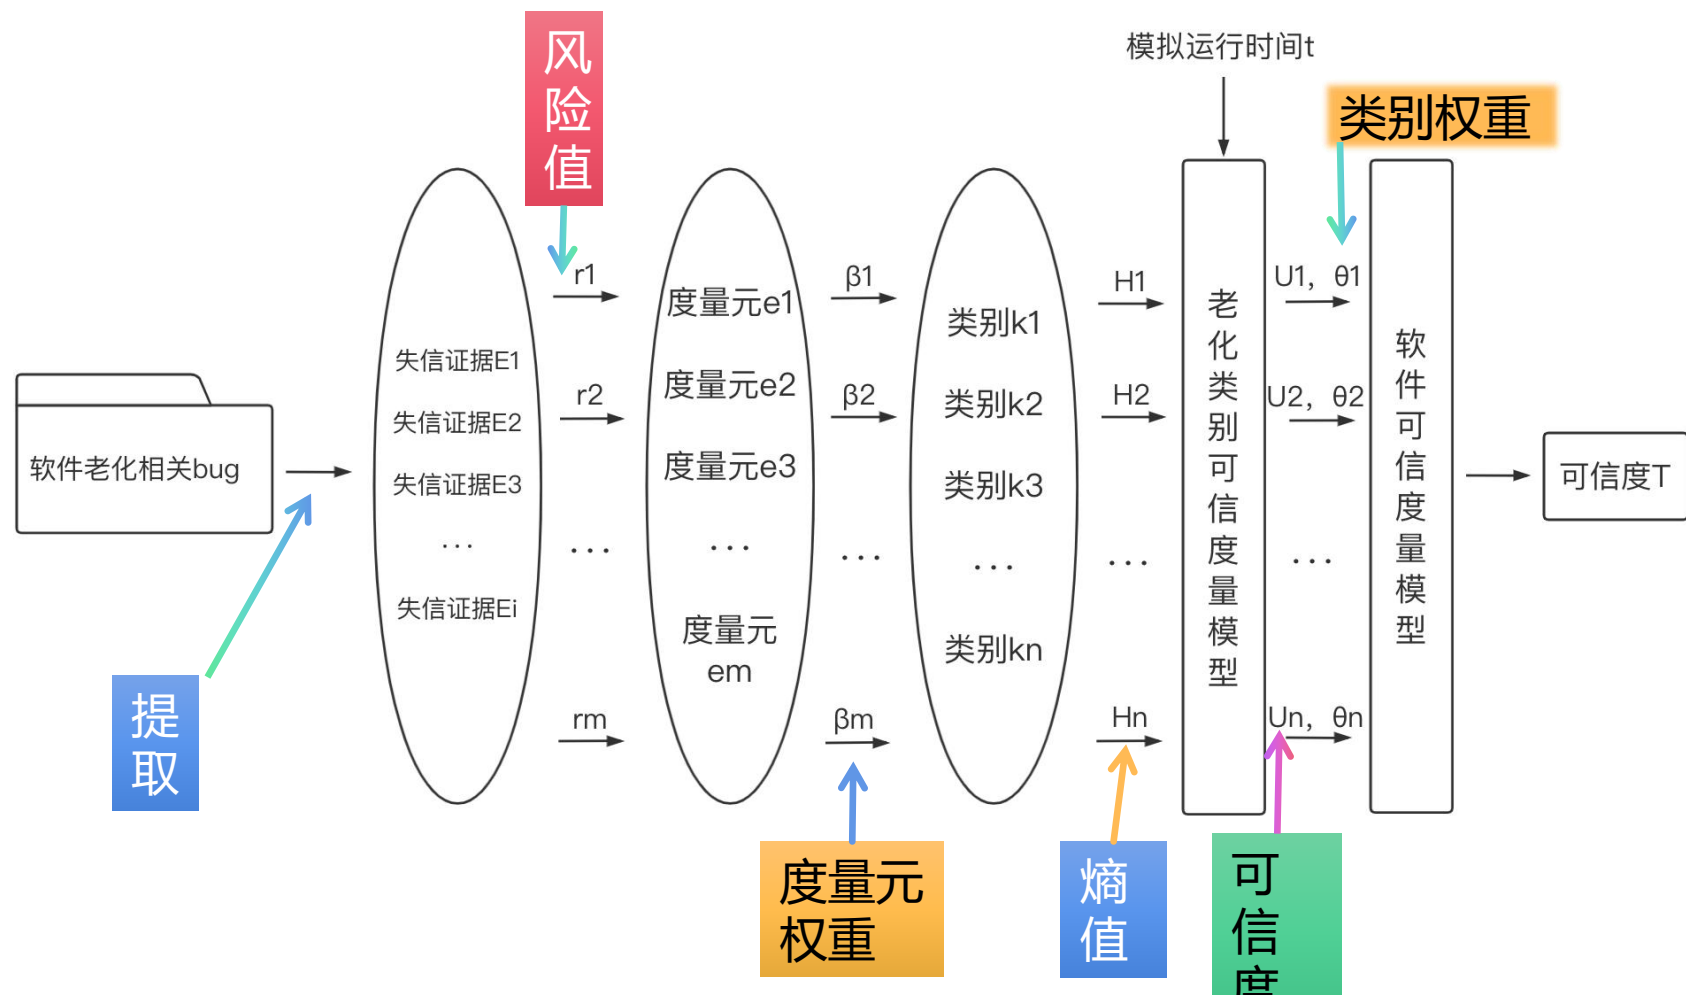 风
险
值
模拟运行时间t
类别权重
软件老化相关bug
提
取
失信证据E1
失信证据E2
失信证据E3
...
失信证据Ei
r1
r2
...
rm
度量元e1
度量元e2
度量元e3
...
度量元
em
β1
β2
...
βm
度量元
权重
类别k1
类别k2
类别k3
...
类别kn
H1
H2
...
Hn
熵
值
老
化
类
别
可
信
度
量
模
型
U1, θ1
U2, θ2
...
Un, θn
可
信
度
软
件
可
信
度
量
模
型
可信度T